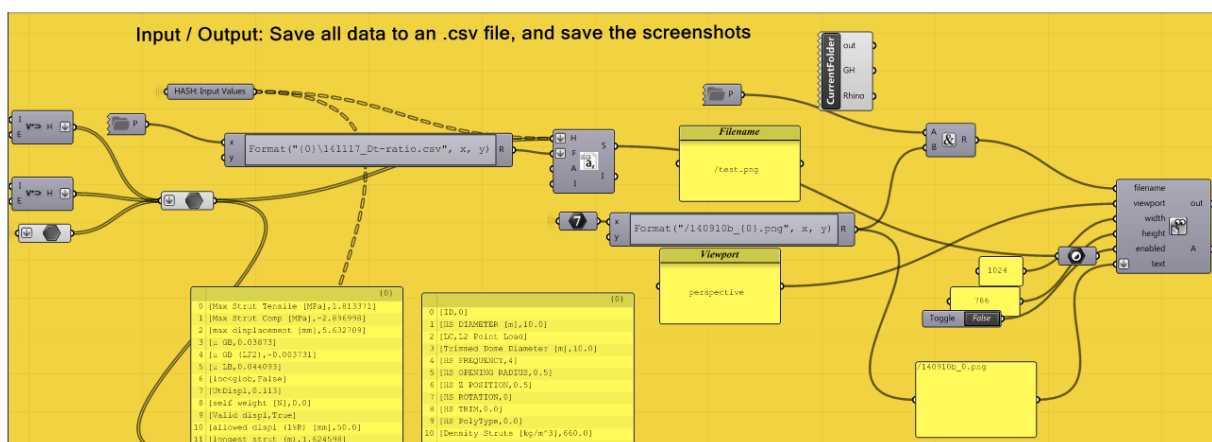 Input / Output: Save all data to an .csv file, and save the screenshots
CurrentFolder
out
GH
Rhino
HASH: Input Values
I
E
H
P
x
y
Format("{0}\141117_Dt-ratio.csv", x, y)
R
H
F
A
I
S
I
a,
P
Filename
/test.png
A
B
&
R
I
E
H
7
x
y
Format("/140910b_{0}.png", x, y)
R
Viewport
perspective
filename
viewport
width
height
enabled
text
out
A
1024
786
Toggle
False
/140910b_0.png
{0}
0 [Max Strut Tensile [MPa],1.813371]
1 [Max Strut Comp [MPa],-2.896998]
2 [max displacement [mm],5.632709]
3 [μ GB,0.03873]
4 [μ GB (LF2),-0.003731]
5 [μ LB,0.044093]
6 [loc<glob,False]
7 [UtDispl,0.113]
8 [self weight [N],0.0]
9 [Valid displ,True]
10 [allowed displ (1%R) [mm],50.0]
11 [longest strut (m),1.624598]
{0}
0 [ID,0]
1 [HS DIAMETER [m],10.0]
2 [LC,L2 Point Load]
3 [Trimmed Dome Diameter [m],10.0]
4 [HS FREQUENCY,4]
5 [HS OPENING RADIUS,0.5]
6 [HS Z POSITION,0.5]
7 [HS ROTATION,0]
8 [HS TRIM,0.0]
9 [HS PolyType,0.0]
10 [Density Struts [kg/m^3],660.0]